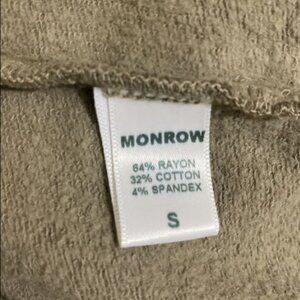 MONROW
64% RAYON
32% COTTON
4% SPANDEX
S